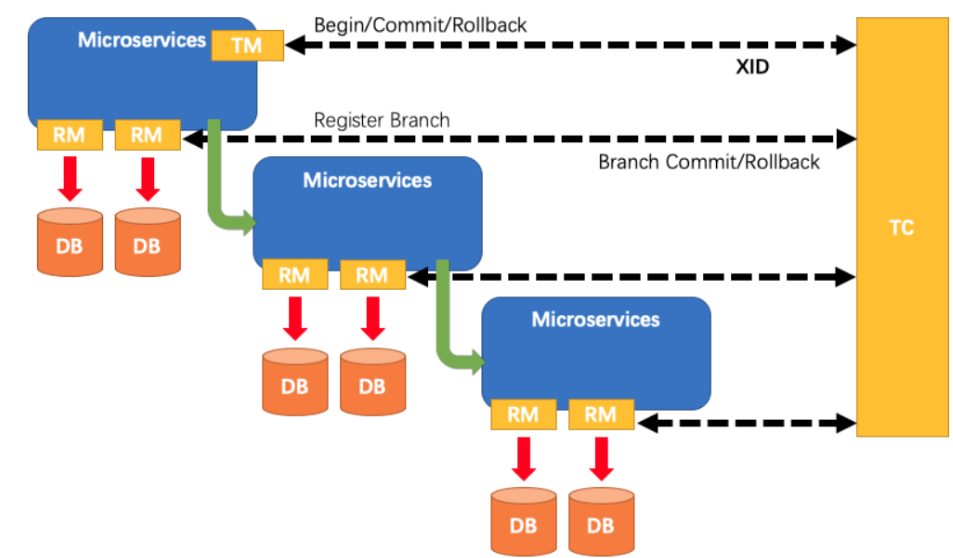 Begin/Commit/Rollback
Microservices
TM
XID
RM
RM
Register Branch
Branch Commit/Rollback
Microservices
DB
DB
TC
RM
RM
Microservices
DB
DB
RM
RM
DB
DB